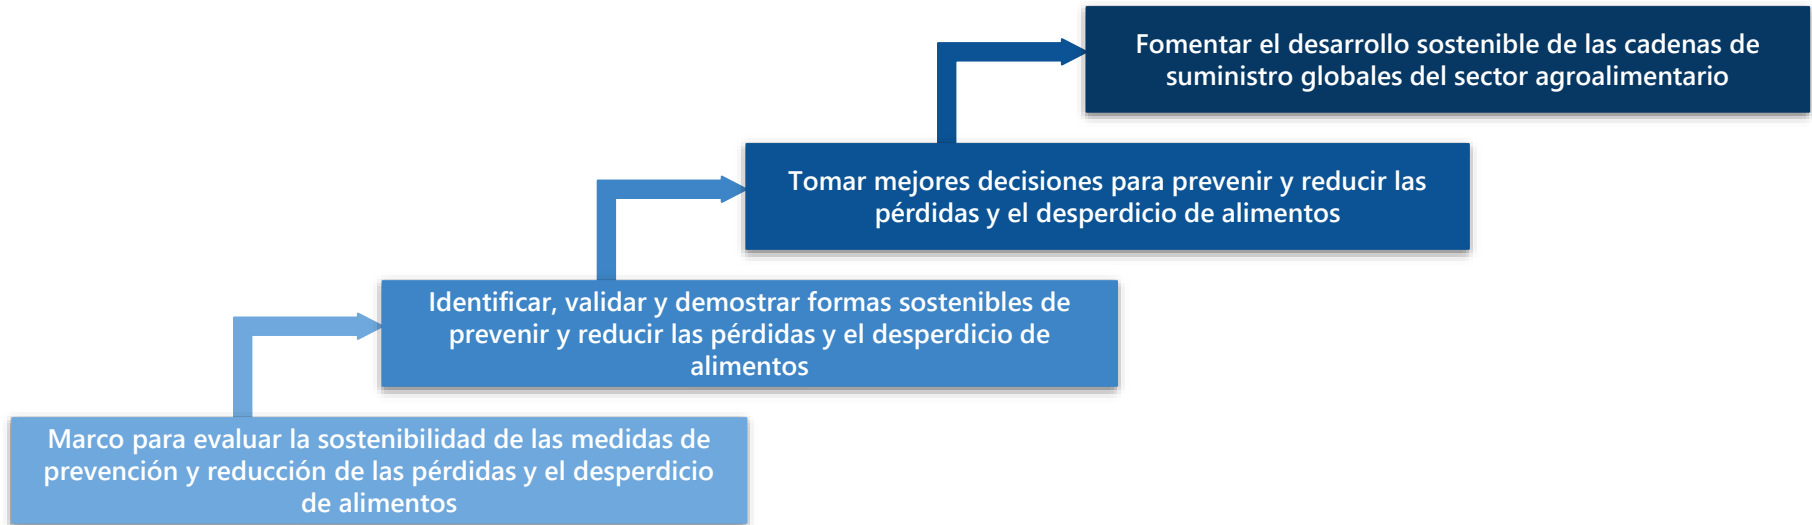 Fomentar el desarrollo sostenible de las cadenas de
suministro globales del sector agroalimentario
Tomar mejores decisiones para prevenir y reducir las
pérdidas y el desperdicio de alimentos
Identificar, validar y demostrar formas sostenibles de
prevenir y reducir las pérdidas y el desperdicio de
alimentos
Marco para evaluar la sostenibilidad de las medidas de
prevención y reducción de las pérdidas y el desperdicio
de alimentos